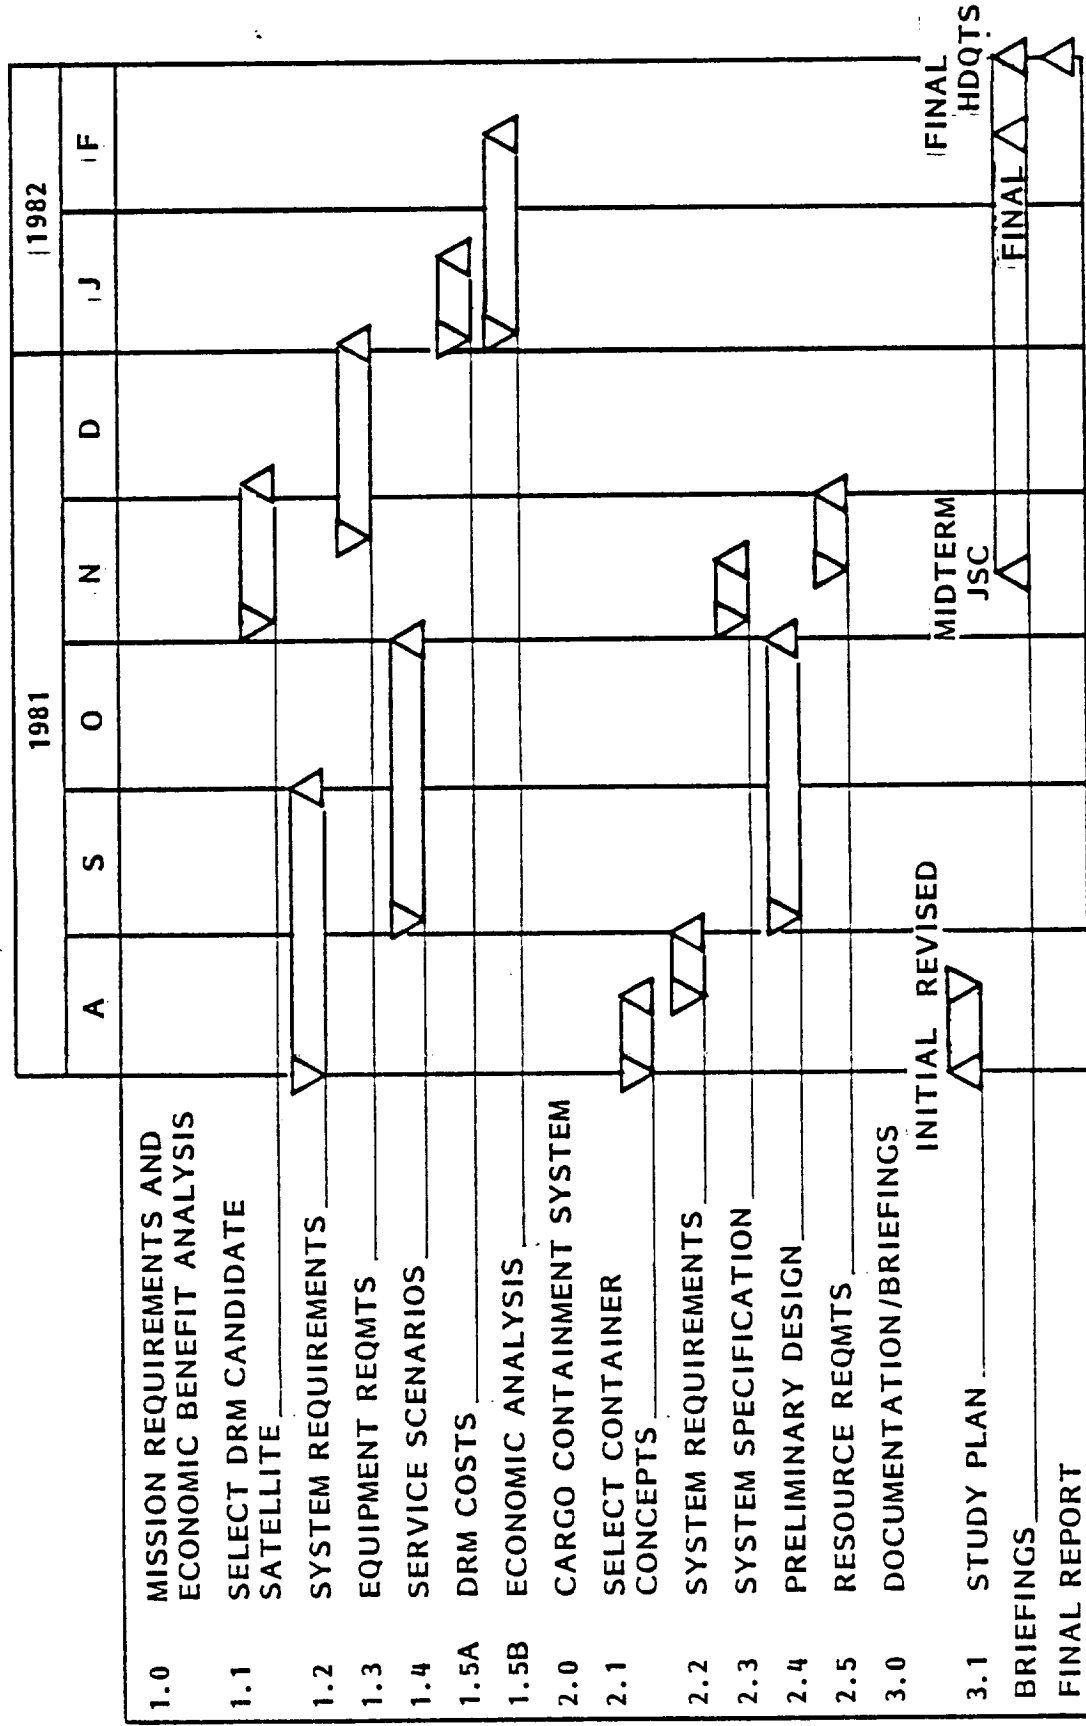 1981 1982
A S O N D J F
1.0 MISSION REQUIREMENTS AND
ECONOMIC BENEFIT ANALYSIS
1.1 SELECT DRM CANDIDATE
SATELLITE
1.2 SYSTEM REQUIREMENTS
1.3 EQUIPMENT REQMTS
1.4 SERVICE SCENARIOS
1.5A DRM COSTS
1.5B ECONOMIC ANALYSIS
2.0 CARGO CONTAINMENT SYSTEM
2.1 SELECT CONTAINER
CONCEPTS
2.2 SYSTEM REQUIREMENTS
2.3 SYSTEM SPECIFICATION
2.4 PRELIMINARY DESIGN
2.5 RESOURCE REQMTS
3.0 DOCUMENTATION/BRIEFINGS
INITIAL REVISED
MIDTERM
JSC
FINAL
HDQTS
3.1 STUDY PLAN
BRIEFINGS
FINAL
FINAL REPORT